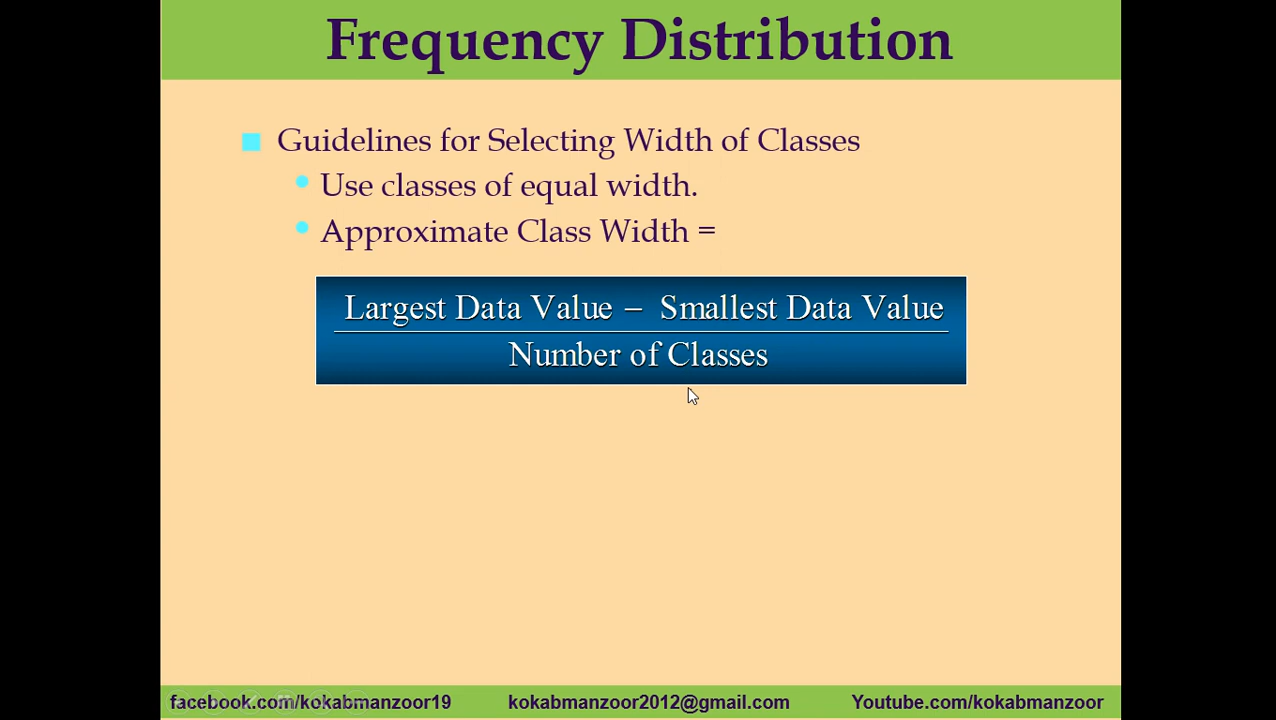 Frequency Distribution
Guidelines for Selecting Width of Classes
Use classes of equal width.
Approximate Class Width =
Largest Data Value − Smallest Data Value
Number of Classes
facebook.com/kokabmanzoor19 kokabmanzoor2012@gmail.com Youtube.com/kokabmanzoor